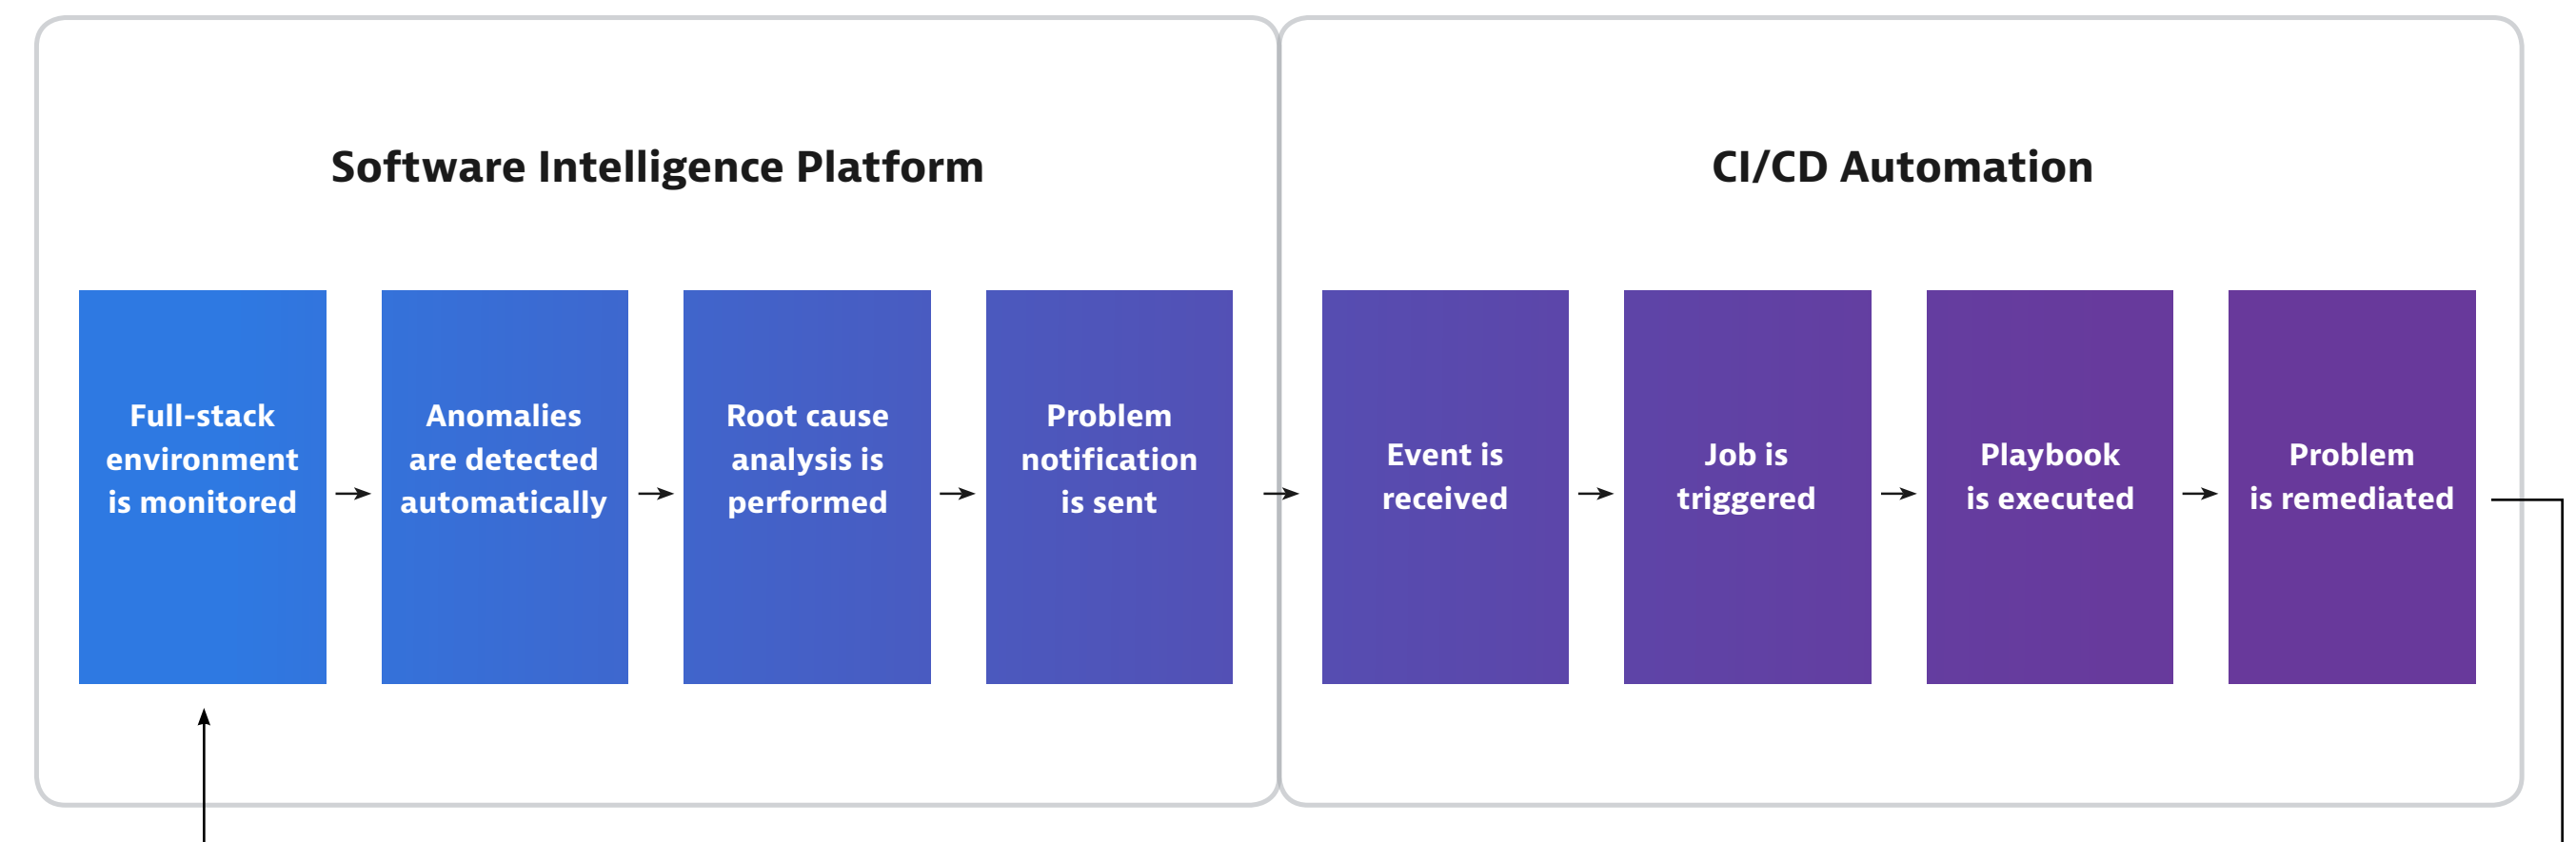 Software Intelligence Platform
CI/CD Automation
Full-stack
environment
is monitored
Anomalies
are detected
automatically
Root cause
analysis is
performed
Problem
notification
is sent
Event is
received
Job is
triggered
Playbook
is executed
Problem
is remediated